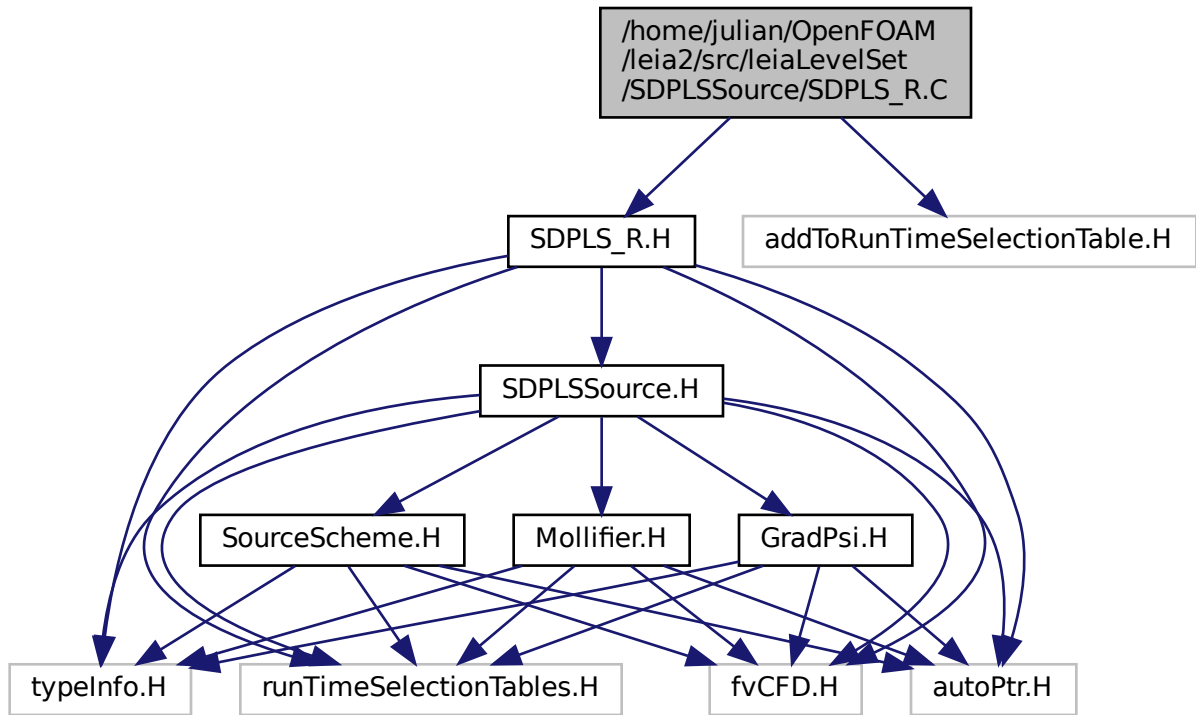 /home/julian/OpenFOAM
/leia2/src/leiaLevelSet
/SDPLSSource/SDPLS_R.C
SDPLS_R.H
addToRunTimeSelectionTable.H
SDPLSSource.H
SourceScheme.H
Mollifier.H
GradPsi.H
typeInfo.H
runTimeSelectionTables.H
fvCFD.H
autoPtr.H